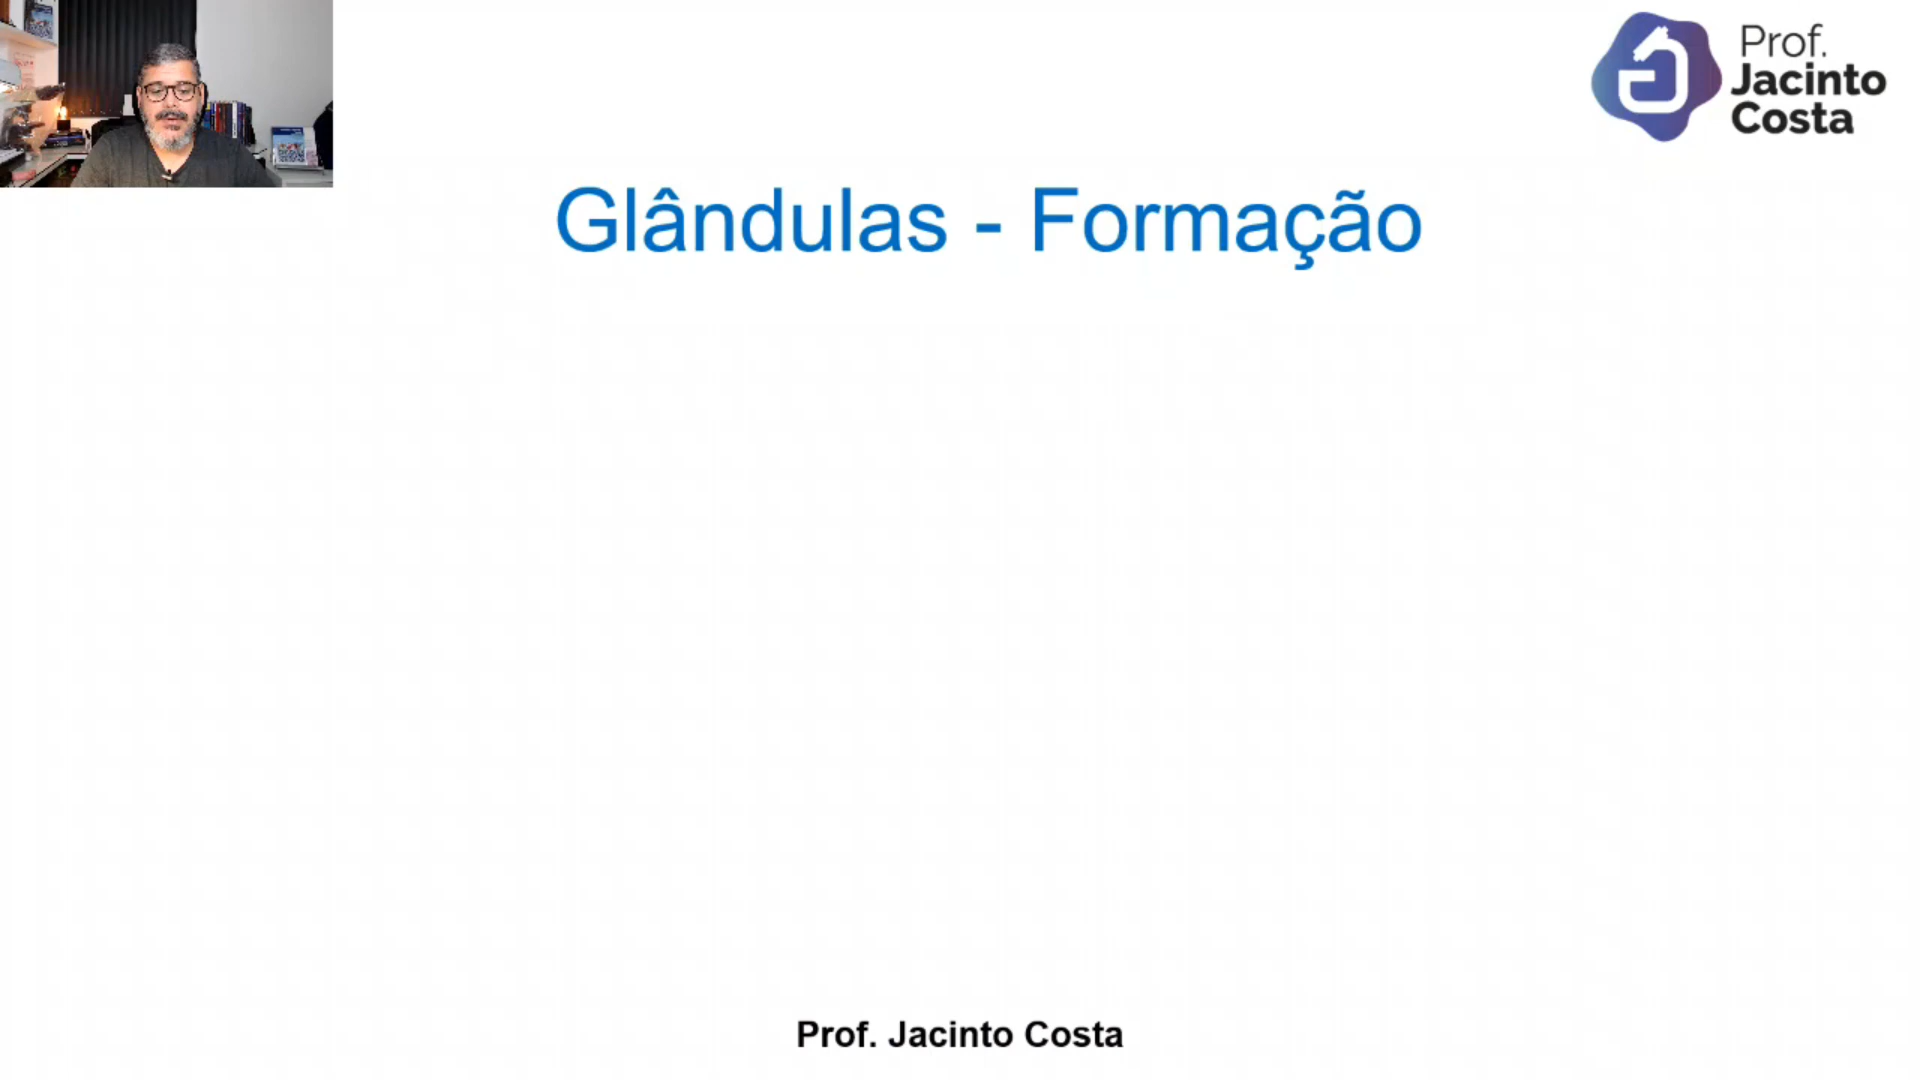 Prof.
Jacinto
Costa
Glândulas - Formação
Prof. Jacinto Costa